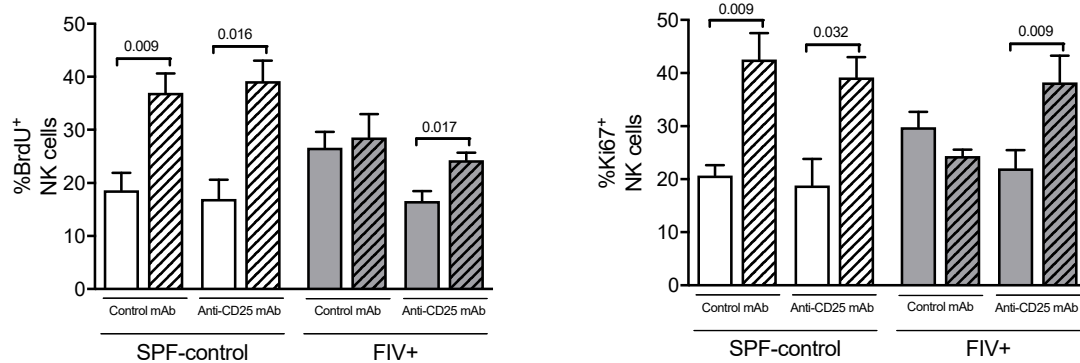 50
40
30
20
10
0
%BrdU⁺
NK cells
0.009
0.016
0.017
Control mAb
Anti-CD25 mAb
Control mAb
Anti-CD25 mAb
SPF-control
FIV+
50
40
30
20
10
0
%Ki67⁺
NK cells
0.009
0.032
0.009
Control mAb
Anti-CD25 mAb
Control mAb
Anti-CD25 mAb
SPF-control
FIV+